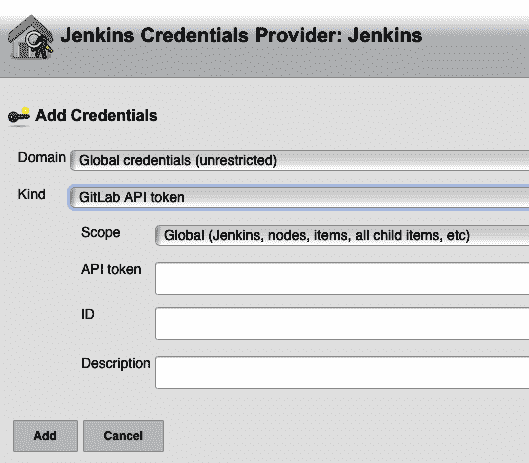 Jenkins Credentials Provider: Jenkins
Add Credentials
Domain Global credentials (unrestricted)
Kind GitLab API token
Scope Global (Jenkins, nodes, items, all child items, etc)
API token
ID
Description
Add Cancel